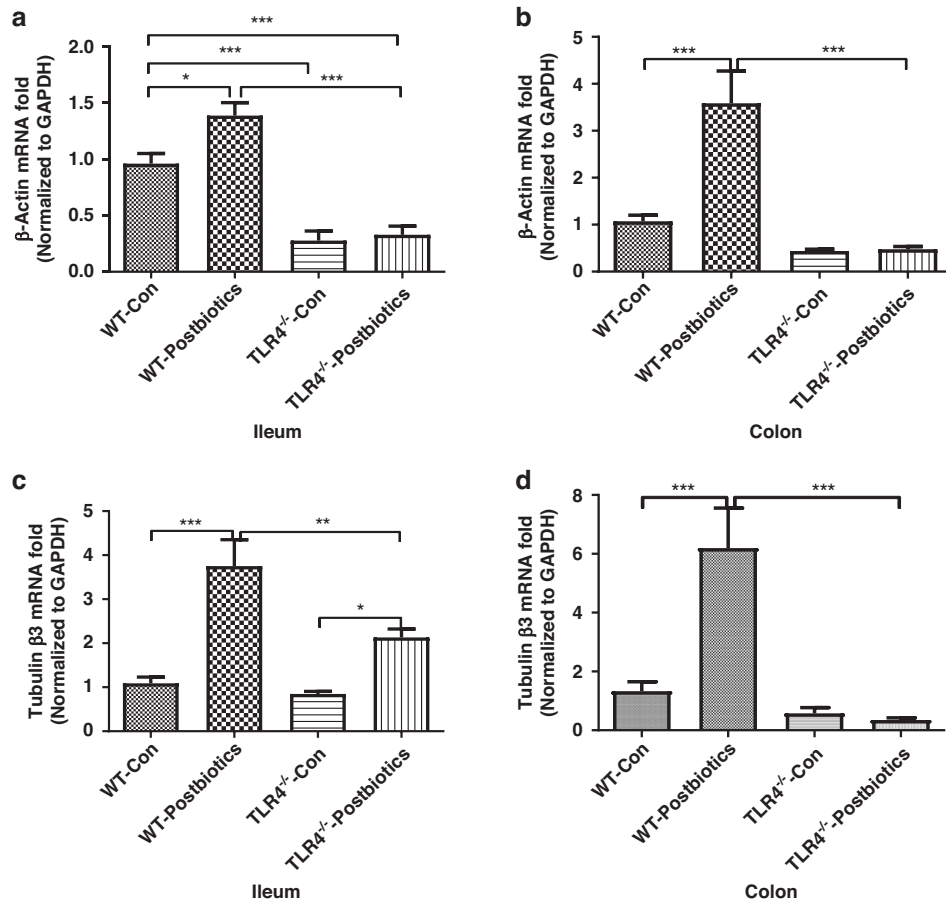 a
***
***
*
***
β-Actin mRNA fold
(Normalized to GAPDH)
2.0
1.5
1.0
0.5
0.0
WT-Con
WT-Postbiotics
TLR4-/--Con
TLR4-/--Postbiotics
Ileum
b
***
***
β-Actin mRNA fold
(Normalized to GAPDH)
5
4
3
2
1
0
WT-Con
WT-Postbiotics
TLR4-/--Con
TLR4-/--Postbiotics
Colon
c
***
**
*
Tubulin β3 mRNA fold
(Normalized to GAPDH)
5
4
3
2
1
0
WT-Con
WT-Postbiotics
TLR4-/--Con
TLR4-/--Postbiotics
Ileum
d
***
***
Tubulin β3 mRNA fold
(Normalized to GAPDH)
8
6
4
2
0
WT-Con
WT-Postbiotics
TLR4-/--Con
TLR4-/--Postbiotics
Colon